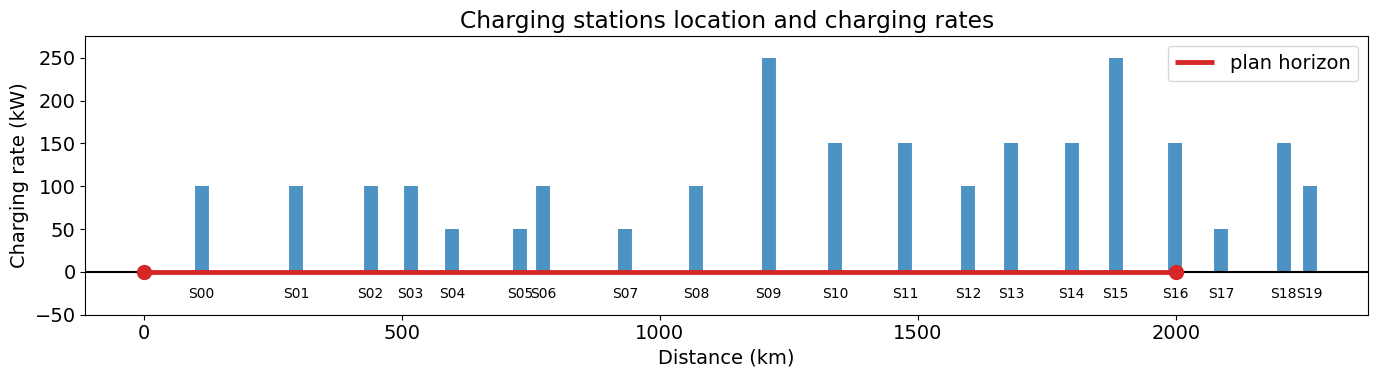 Charging stations location and charging rates
Charging rate (kW)
250
200
150
100
50
0
−50
plan horizon
S00 S01 S02 S03 S04 S05 S06 S07 S08 S09 S10 S11 S12 S13 S14 S15 S16 S17 S18 S19
0 500 1000 1500 2000
Distance (km)